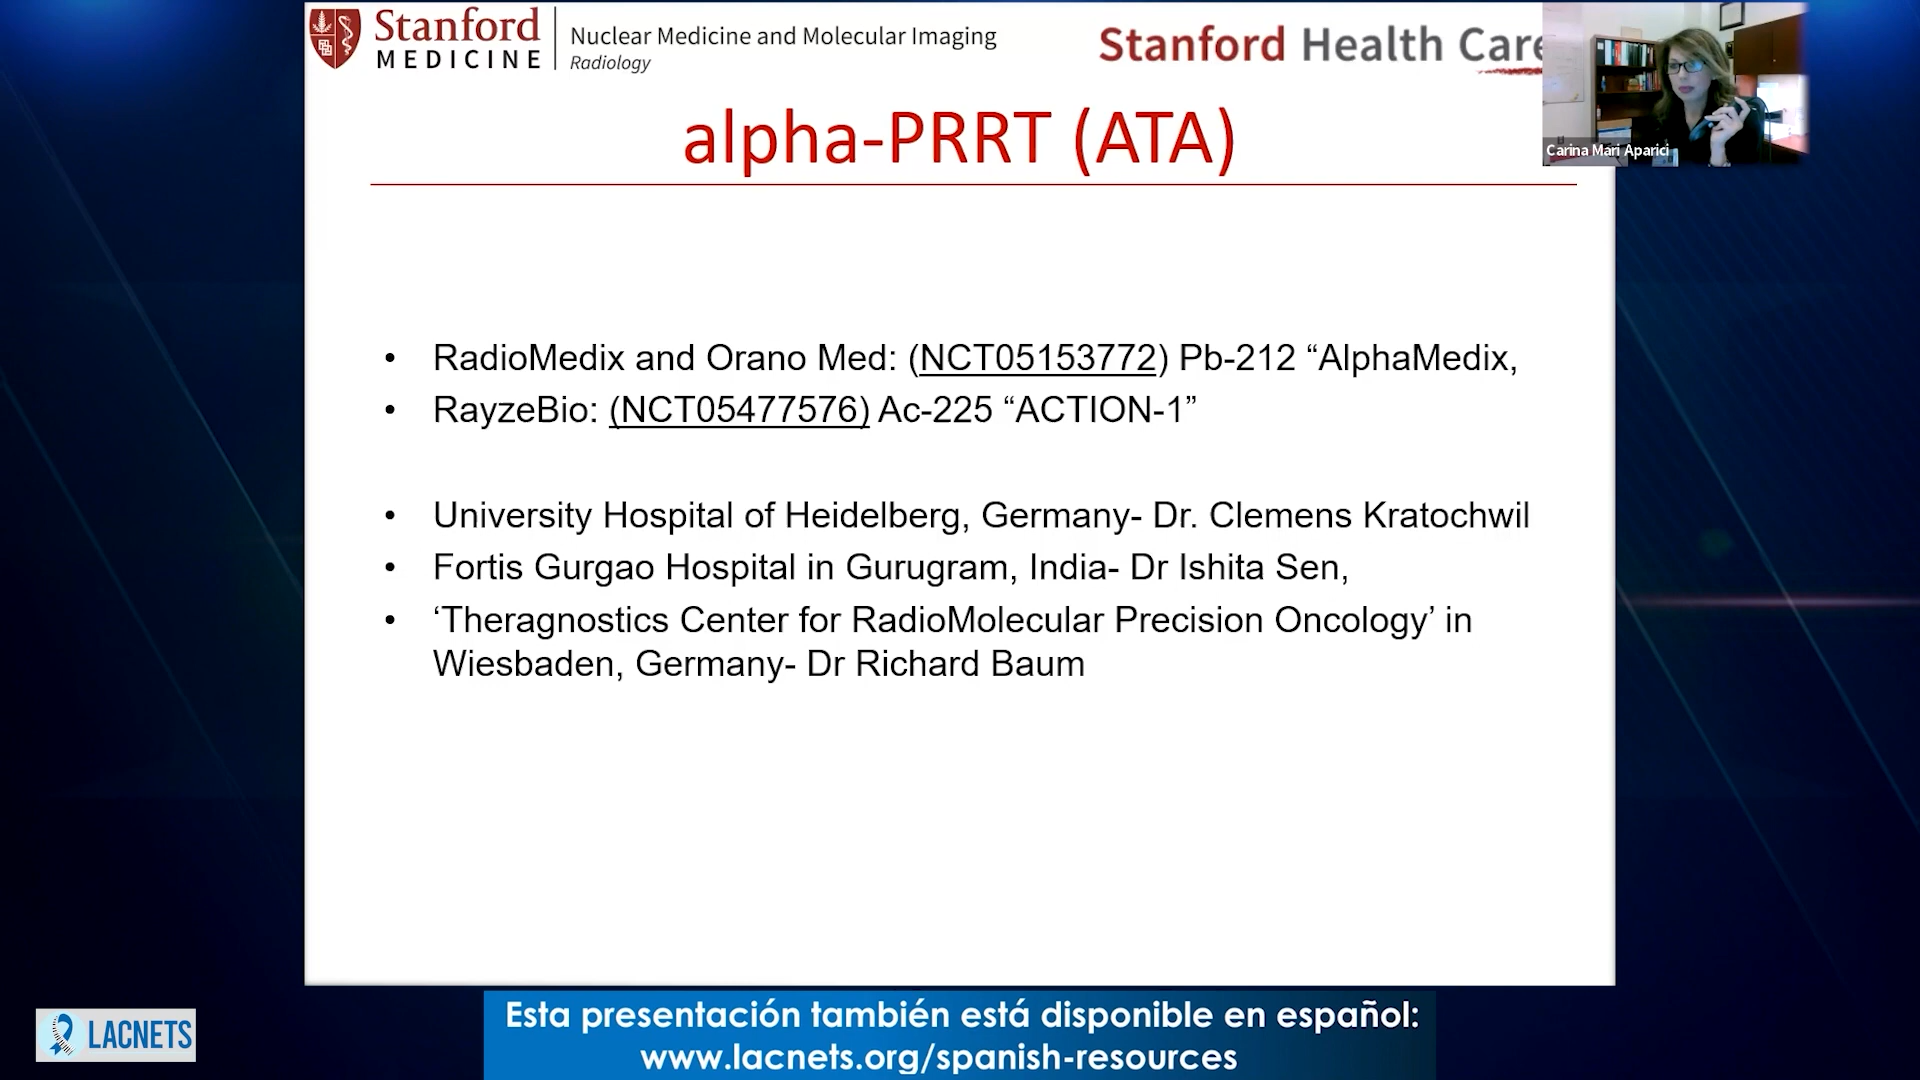 Stanford
MEDICINE
Nuclear Medicine and Molecular Imaging
Radiology
Stanford Health Care
Carina Mari Aparici
alpha-PRRT (ATA)
• RadioMedix and Orano Med: (NCT05153772) Pb-212 “AlphaMedix,
• RayzeBio: (NCT05477576) Ac-225 “ACTION-1”
• University Hospital of Heidelberg, Germany- Dr. Clemens Kratochwil
• Fortis Gurgao Hospital in Gurugram, India- Dr Ishita Sen,
• ‘Theragnostics Center for RadioMolecular Precision Oncology’ in
Wiesbaden, Germany- Dr Richard Baum
LACNETS
Esta presentación también está disponible en español:
www.lacnets.org/spanish-resources